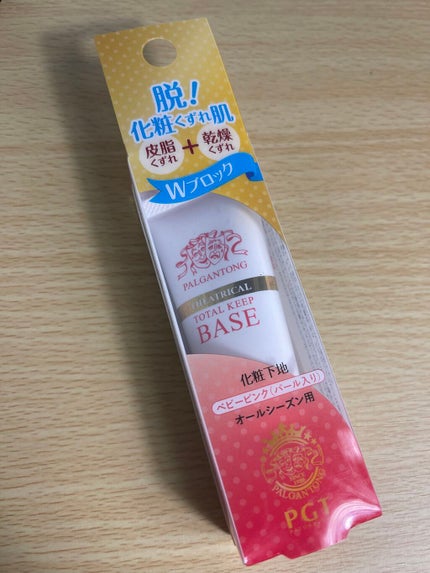 脱!
化粧くずれ肌
皮脂
くずれ
+
乾燥
くずれ
Wブロック
PALGANTONG
THEATRICAL
TOTAL KEEP
BASE
化粧下地
ベビーピンク(パール入り)
オールシーズン用
PALGANTONG
PGT